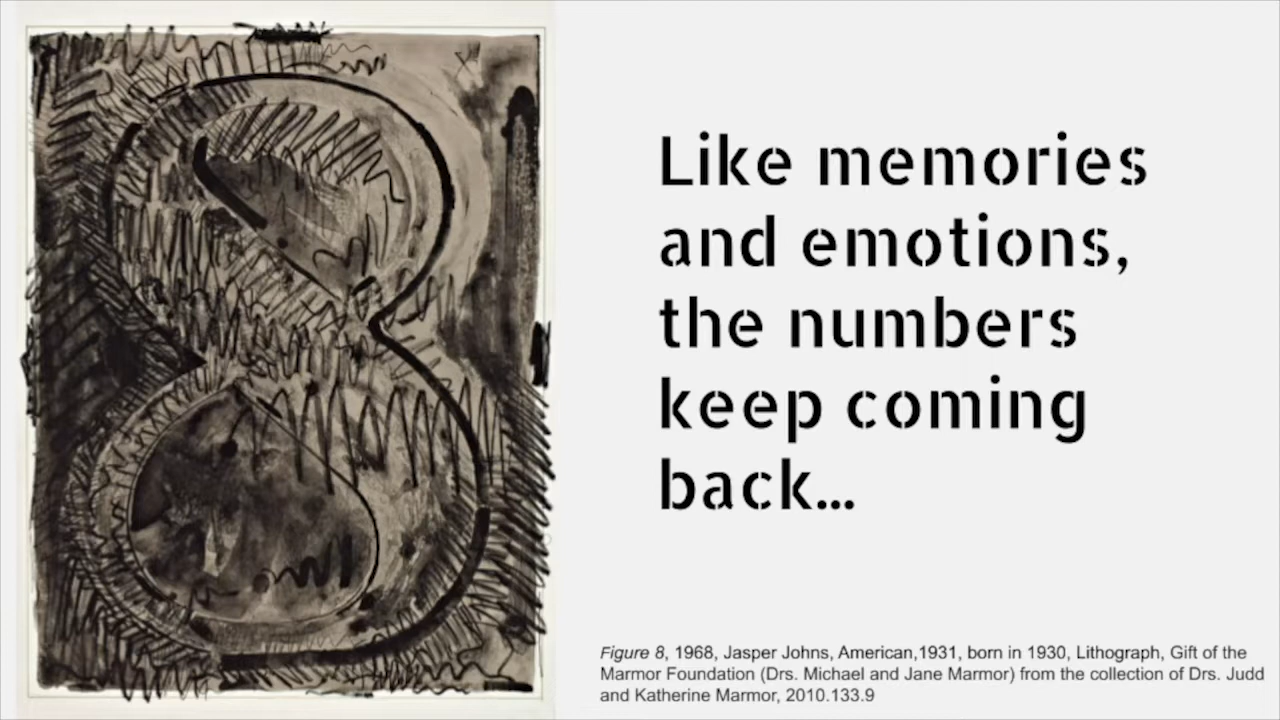 Like memories
and emotions,
the numbers
keep coming
back...
Figure 8, 1968, Jasper Johns, American,1931, born in 1930, Lithograph, Gift of the
Marmor Foundation (Drs. Michael and Jane Marmor) from the collection of Drs. Judd
and Katherine Marmor, 2010.133.9